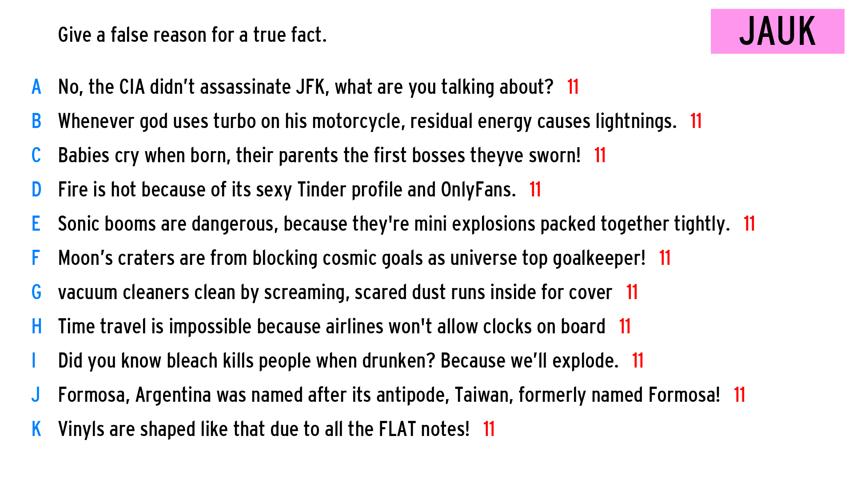 Give a false reason for a true fact.
JAUK
A No, the CIA didn't assassinate JFK, what are you talking about? 11
B Whenever god uses turbo on his motorcycle, residual energy causes lightnings. 11
C Babies cry when born, their parents the first bosses theyve sworn! 11
D Fire is hot because of its sexy Tinder profile and OnlyFans. 11
E Sonic booms are dangerous, because they're mini explosions packed together tightly. 11
F Moon's craters are from blocking cosmic goals as universe top goalkeeper! 11
G vacuum cleaners clean by screaming, scared dust runs inside for cover 11
H Time travel is impossible because airlines won't allow clocks on board 11
I Did you know bleach kills people when drunken? Because we'll explode. 11
J Formosa, Argentina was named after its antipode, Taiwan, formerly named Formosa! 11
K Vinyls are shaped like that due to all the FLAT notes! 11